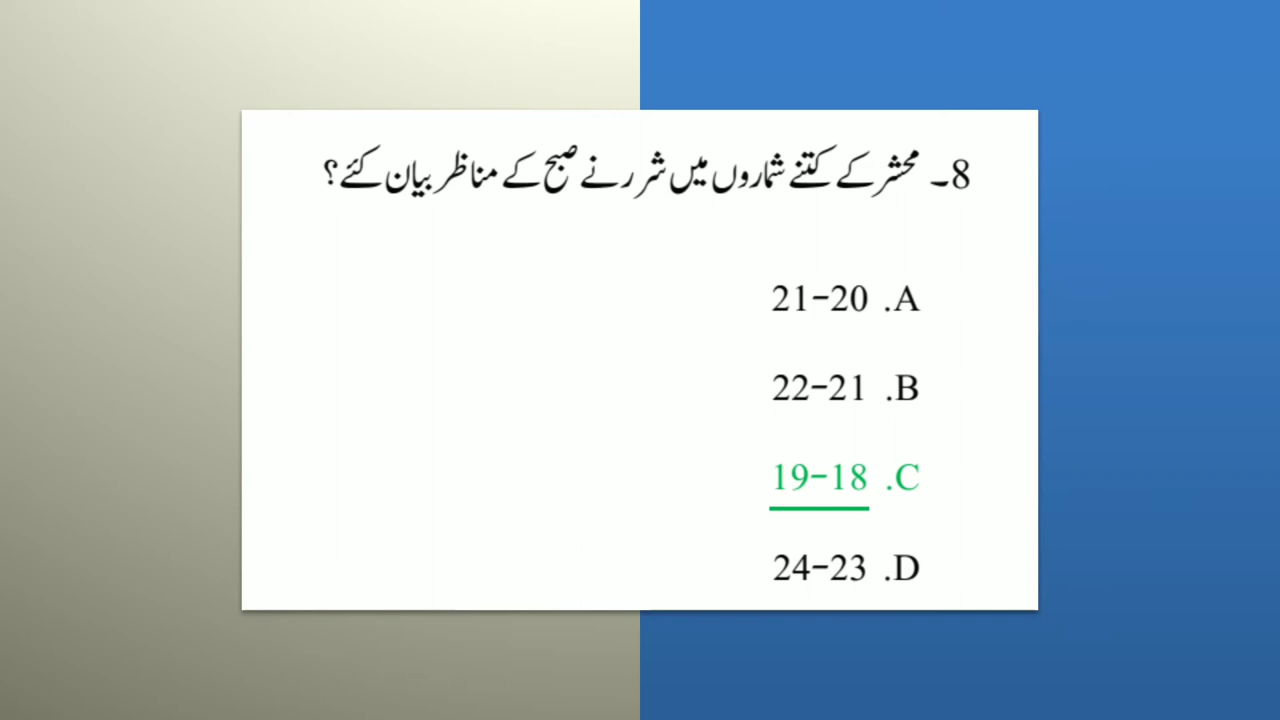 8۔ محشر کے کتنے شماروں میں شرر نے صبح کے مناظر بیان کئے؟
A. 20-21
B. 21-22
C. 18-19
D. 23-24